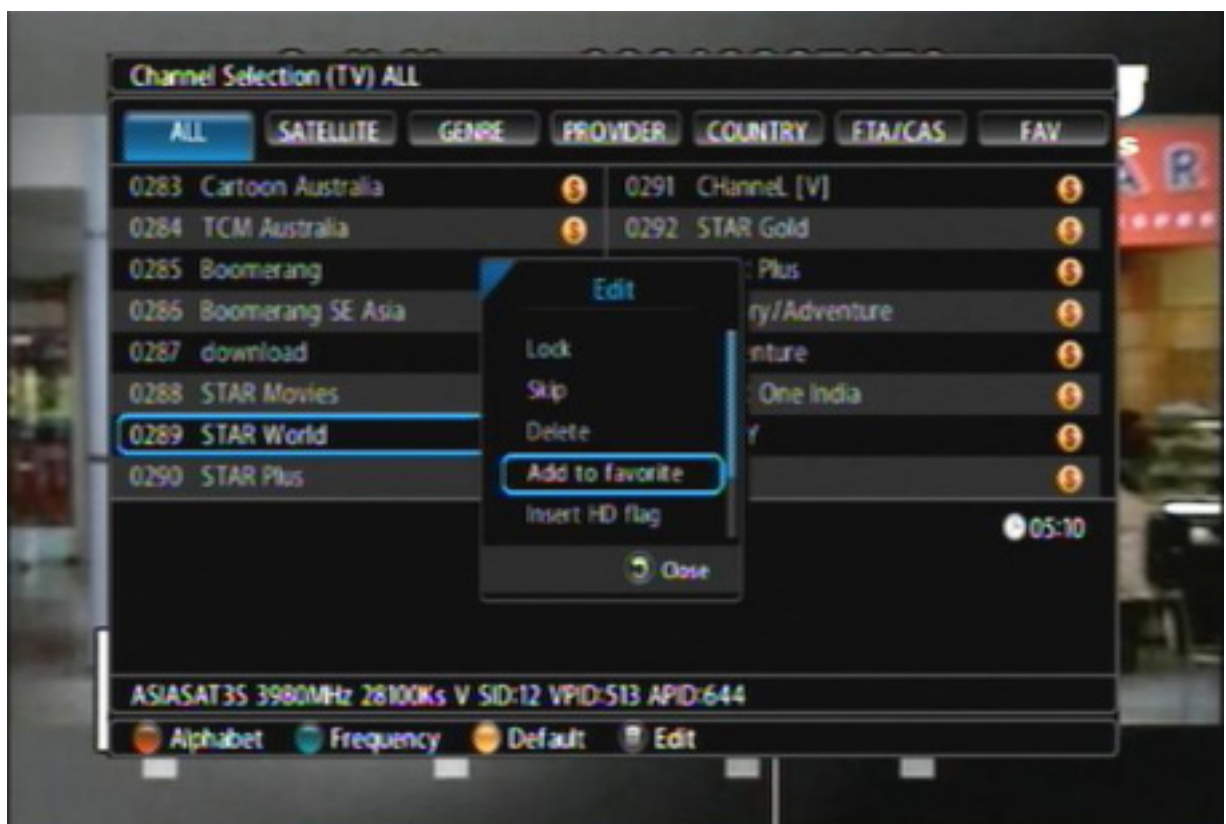 Channel Selection (TV) ALL
ALL SATELLITE GENRE PROVIDER COUNTRY FTA/CAS FAV
0283 Cartoon Australia $ 0291 CHanneL [V] $
0284 TCM Australia $ 0292 STAR Gold $
0285 Boomerang : Plus $
0286 Boomerang SE Asia ry/Adventure $
0287 download enture $
0288 STAR Movies : One India $
0289 STAR World Y $
0290 STAR Plus $
Edit
Lock
Skip
Delete
Add to favorite
Insert HD flag
Close
05:10
ASIASAT3S 3980MHz 28100Ks V SID:12 VPID:513 APID:644
Alphabet Frequency Default Edit
S
AR